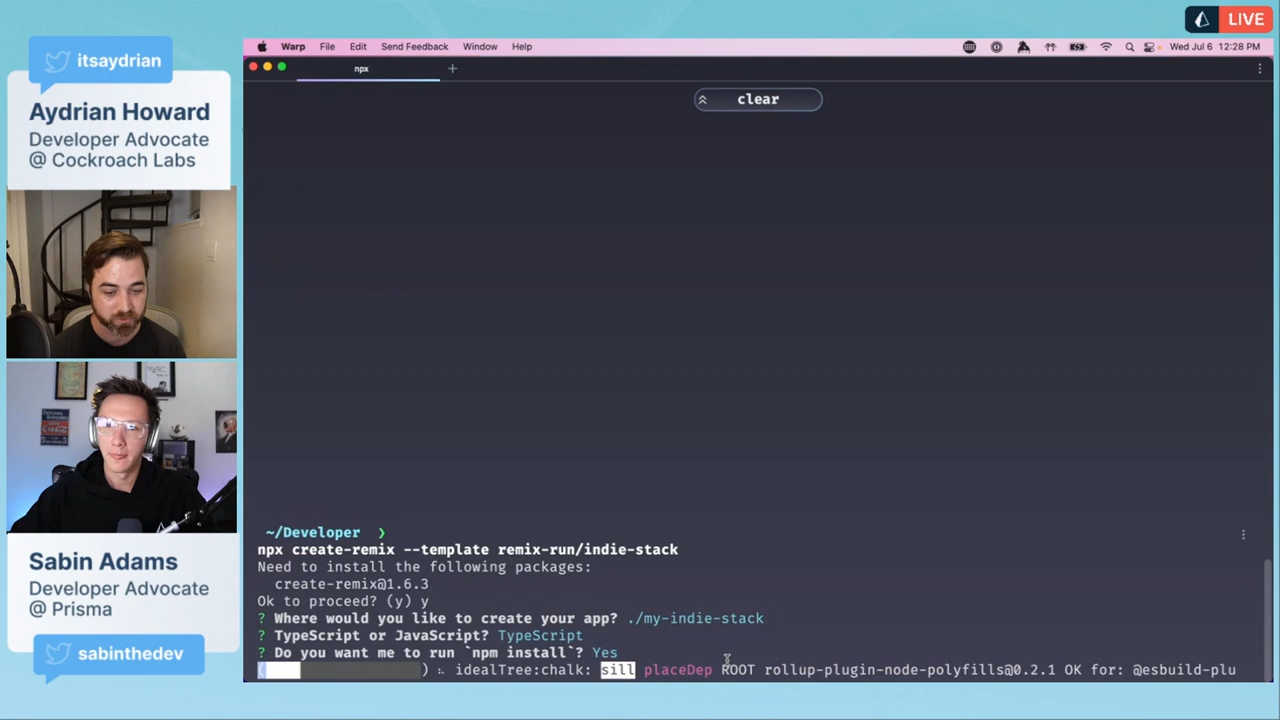 LIVE
itsaydrian
Aydrian Howard
Developer Advocate
@ Cockroach Labs
Sabin Adams
Developer Advocate
@ Prisma
sabinthedev
Warp File Edit Send Feedback Window Help
Wed Jul 6 12:28 PM
npx
clear
~/Developer ❯
npx create-remix --template remix-run/indie-stack
Need to install the following packages:
create-remix@1.6.3
Ok to proceed? (y) y
? Where would you like to create your app? ./my-indie-stack
? TypeScript or JavaScript? TypeScript
? Do you want me to run `npm install`? Yes
( ) ⠦ idealTree:chalk: sill placeDep ROOT rollup-plugin-node-polyfills@0.2.1 OK for: @esbuild-plu